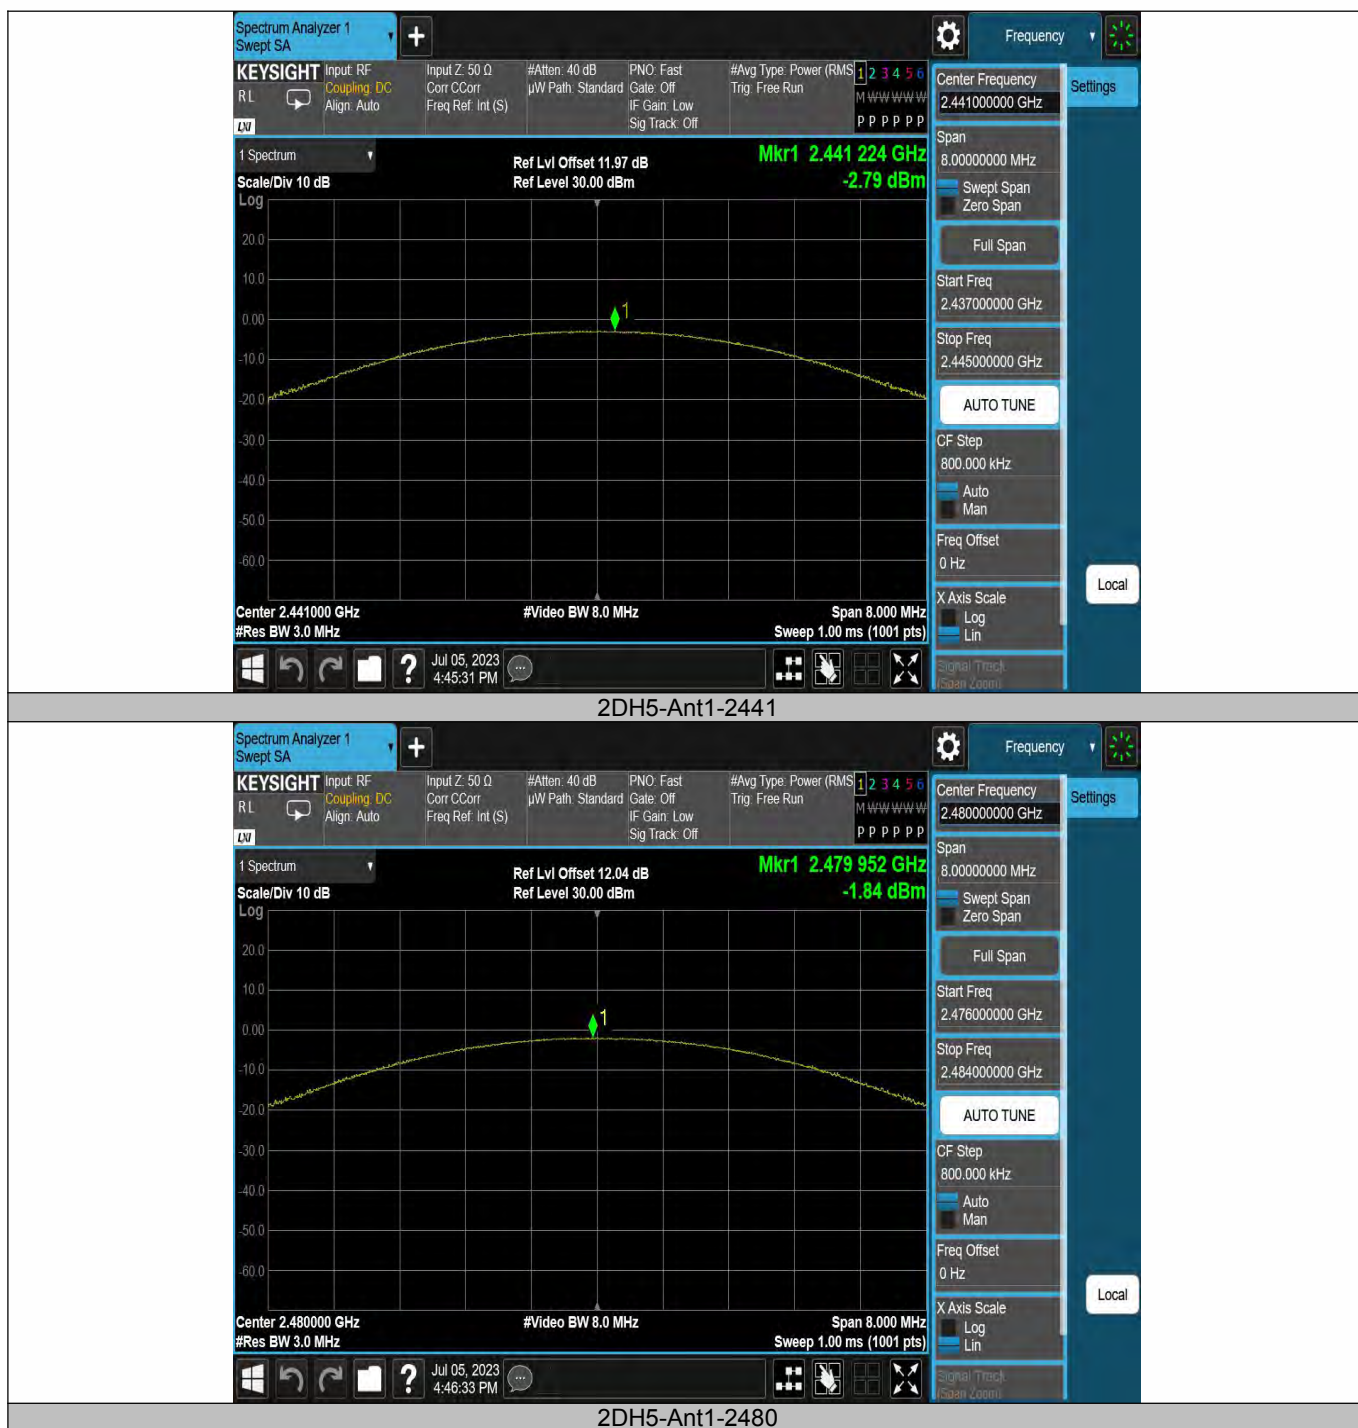 Spectrum Analyzer 1
Swept SA
+
Frequency
KEYSIGHT
RL
LXI
Input: RF
Coupling: DC
Align: Auto
Input Z: 50 Ω
Corr CCorr
Freq Ref: Int (S)
#Atten: 40 dB
µW Path: Standard
PNO: Fast
Gate: Off
IF Gain: Low
Sig Track: Off
#Avg Type: Power (RMS
Trig: Free Run
1 2 3 4 5 6
M W W W W W
P P P P P P
Center Frequency
2.441000000 GHz
Settings
1 Spectrum
Scale/Div 10 dB
Log
Ref Lvl Offset 11.97 dB
Ref Level 30.00 dBm
Mkr1 2.441 224 GHz
-2.79 dBm
Span
8.00000000 MHz
Swept Span
Zero Span
Full Span
Start Freq
2.437000000 GHz
Stop Freq
2.445000000 GHz
AUTO TUNE
CF Step
800.000 kHz
Auto
Man
Freq Offset
0 Hz
X Axis Scale
Log
Lin
Signal Track
(Span Zoom)
Local
20.0
10.0
0.00
-10.0
-20.0
-30.0
-40.0
-50.0
-60.0
1
Center 2.441000 GHz
#Res BW 3.0 MHz
#Video BW 8.0 MHz
Span 8.000 MHz
Sweep 1.00 ms (1001 pts)
?
Jul 05, 2023
4:45:31 PM
2DH5-Ant1-2441
Spectrum Analyzer 1
Swept SA
+
Frequency
KEYSIGHT
RL
LXI
Input: RF
Coupling: DC
Align: Auto
Input Z: 50 Ω
Corr CCorr
Freq Ref: Int (S)
#Atten: 40 dB
µW Path: Standard
PNO: Fast
Gate: Off
IF Gain: Low
Sig Track: Off
#Avg Type: Power (RMS
Trig: Free Run
1 2 3 4 5 6
M W W W W W
P P P P P P
Center Frequency
2.480000000 GHz
Settings
1 Spectrum
Scale/Div 10 dB
Log
Ref Lvl Offset 12.04 dB
Ref Level 30.00 dBm
Mkr1 2.479 952 GHz
-1.84 dBm
Span
8.00000000 MHz
Swept Span
Zero Span
Full Span
Start Freq
2.476000000 GHz
Stop Freq
2.484000000 GHz
AUTO TUNE
CF Step
800.000 kHz
Auto
Man
Freq Offset
0 Hz
X Axis Scale
Log
Lin
Signal Track
(Span Zoom)
Local
20.0
10.0
0.00
-10.0
-20.0
-30.0
-40.0
-50.0
-60.0
1
Center 2.480000 GHz
#Res BW 3.0 MHz
#Video BW 8.0 MHz
Span 8.000 MHz
Sweep 1.00 ms (1001 pts)
?
Jul 05, 2023
4:46:33 PM
2DH5-Ant1-2480